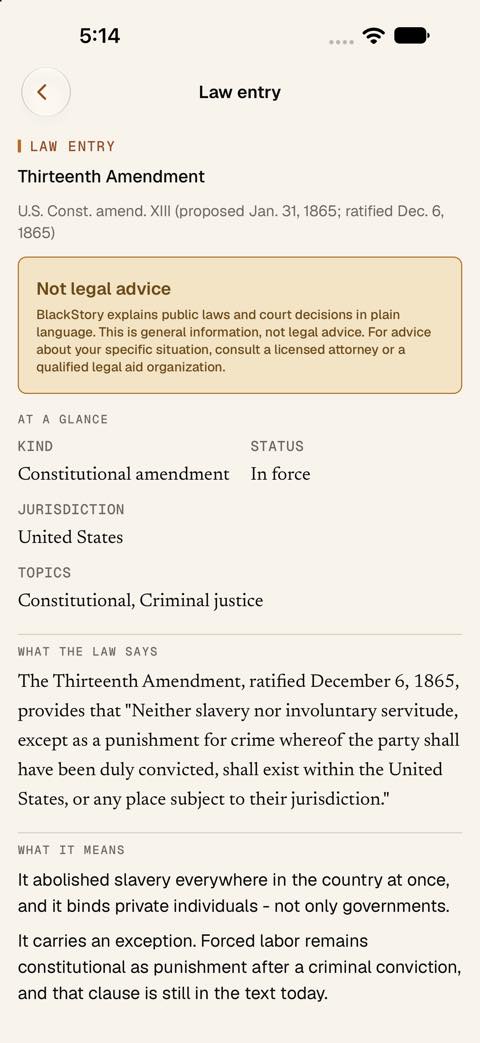 5:14
Law entry
LAW ENTRY
Thirteenth Amendment
U.S. Const. amend. XIII (proposed Jan. 31, 1865; ratified Dec. 6,
1865)
Not legal advice
BlackStory explains public laws and court decisions in plain
language. This is general information, not legal advice. For advice
about your specific situation, consult a licensed attorney or a
qualified legal aid organization.
AT A GLANCE
KIND
Constitutional amendment
STATUS
In force
JURISDICTION
United States
TOPICS
Constitutional, Criminal justice
WHAT THE LAW SAYS
The Thirteenth Amendment, ratified December 6, 1865,
provides that "Neither slavery nor involuntary servitude,
except as a punishment for crime whereof the party shall
have been duly convicted, shall exist within the United
States, or any place subject to their jurisdiction."
WHAT IT MEANS
It abolished slavery everywhere in the country at once,
and it binds private individuals - not only governments.
It carries an exception. Forced labor remains
constitutional as punishment after a criminal conviction,
and that clause is still in the text today.